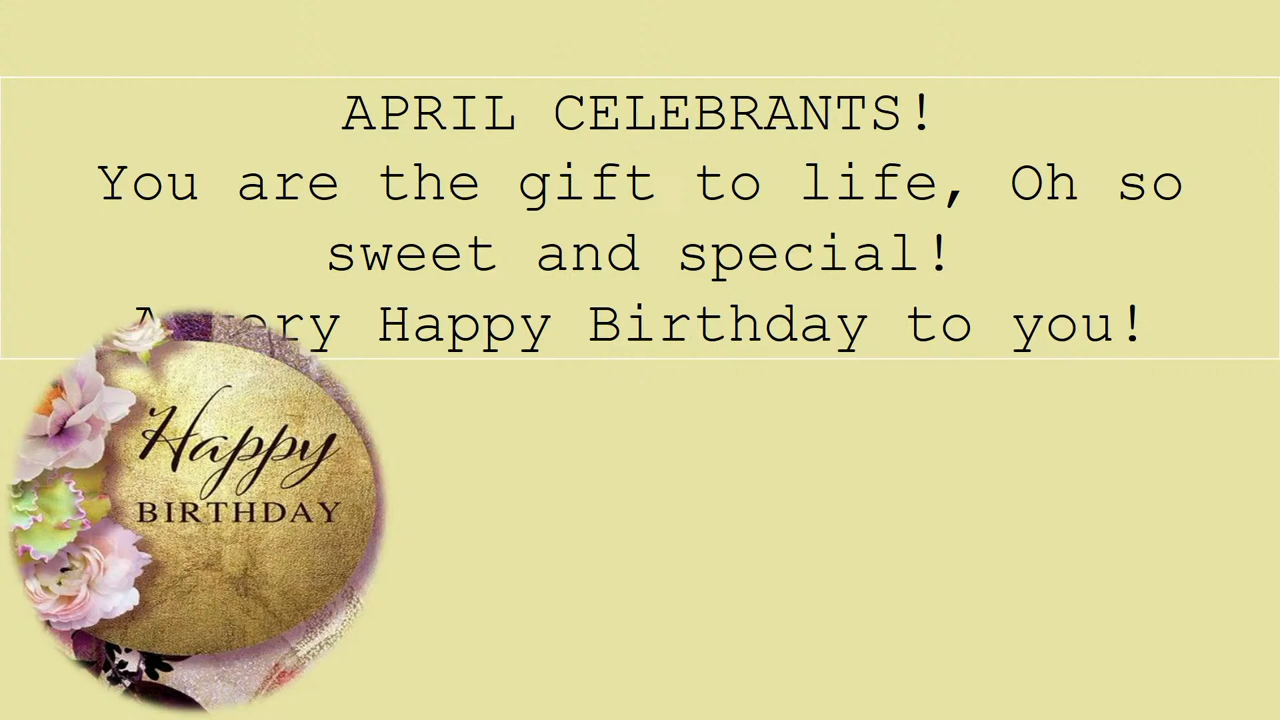 APRIL CELEBRANTS!
You are the gift to life, Oh so
sweet and special!
A very Happy Birthday to you!
Happy
BIRTHDAY